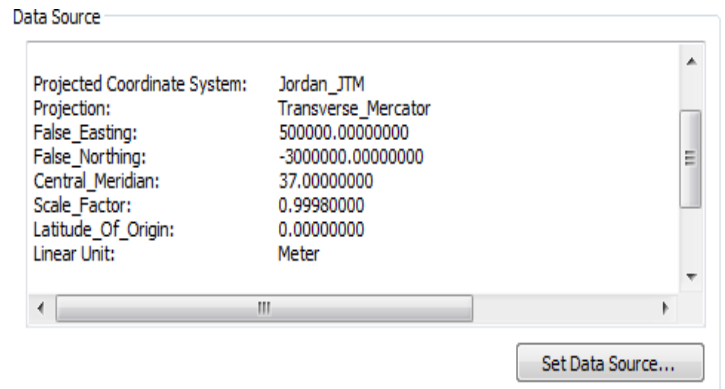 Data Source
Projected Coordinate System: Jordan_JTM
Projection: Transverse_Mercator
False_Easting: 500000.00000000
False_Northing: -3000000.00000000
Central_Meridian: 37.00000000
Scale_Factor: 0.99980000
Latitude_Of_Origin: 0.00000000
Linear Unit: Meter
Set Data Source...